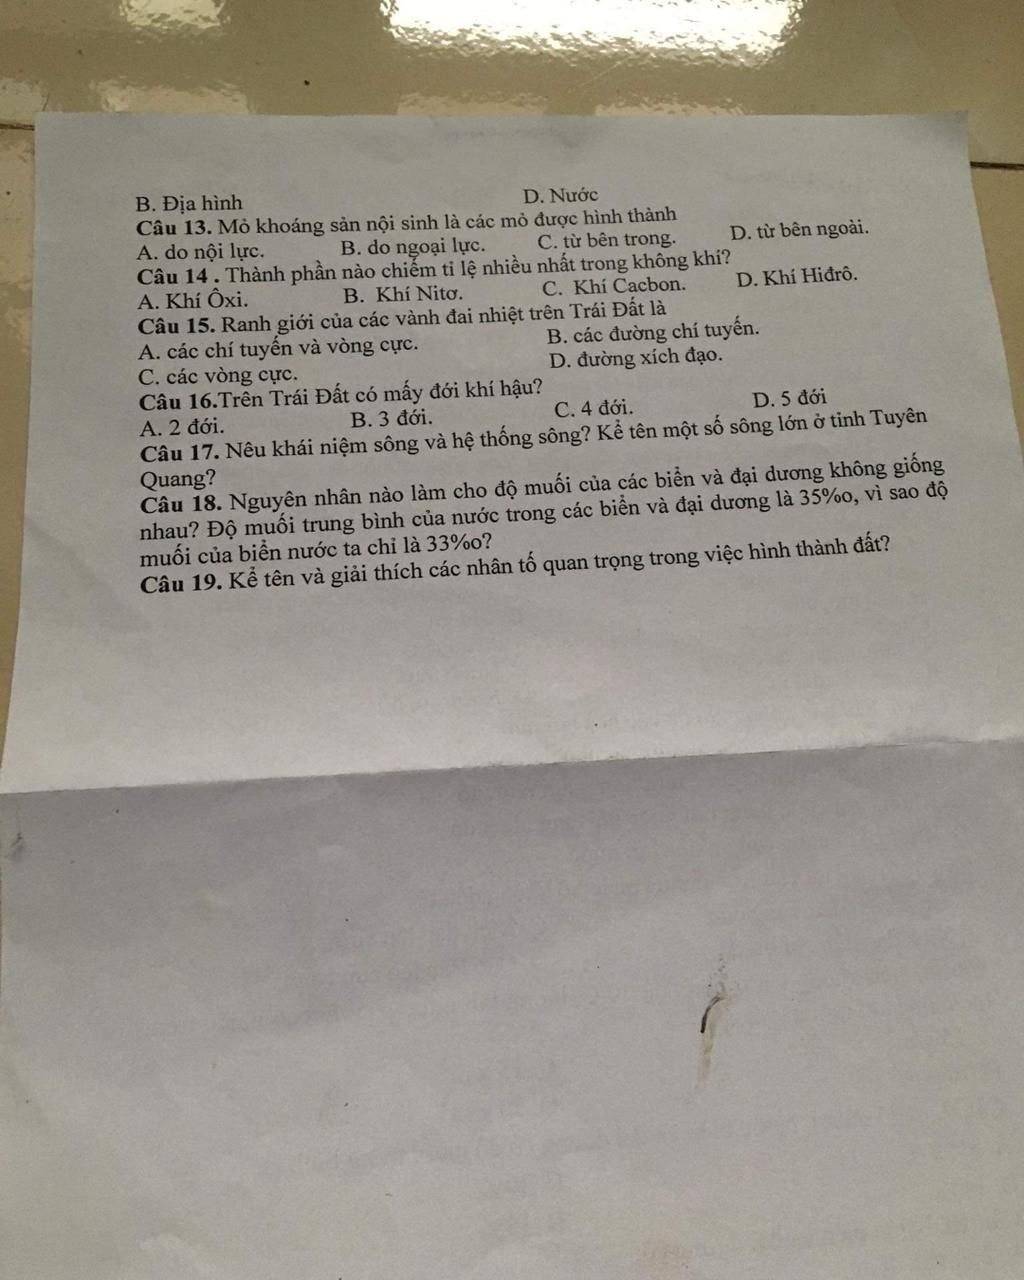 B. Địa hình D. Nước
Câu 13. Mỏ khoáng sản nội sinh là các mỏ được hình thành
A. do nội lực. B. do ngoại lực. C. từ bên trong. D. từ bên ngoài.
Câu 14 . Thành phần nào chiếm tỉ lệ nhiều nhất trong không khí?
A. Khí Ôxi. B. Khí Nitơ. C. Khí Cacbon. D. Khí Hiđrô.
Câu 15. Ranh giới của các vành đai nhiệt trên Trái Đất là
A. các chí tuyến và vòng cực. B. các đường chí tuyến.
C. các vòng cực. D. đường xích đạo.
Câu 16.Trên Trái Đất có mấy đới khí hậu?
A. 2 đới. B. 3 đới. C. 4 đới. D. 5 đới
Câu 17. Nêu khái niệm sông và hệ thống sông? Kể tên một số sông lớn ở tỉnh Tuyên
Quang?
Câu 18. Nguyên nhân nào làm cho độ muối của các biển và đại dương không giống
nhau? Độ muối trung bình của nước trong các biển và đại dương là 35%o, vì sao độ
muối của biển nước ta chỉ là 33%o?
Câu 19. Kể tên và giải thích các nhân tố quan trọng trong việc hình thành đất?